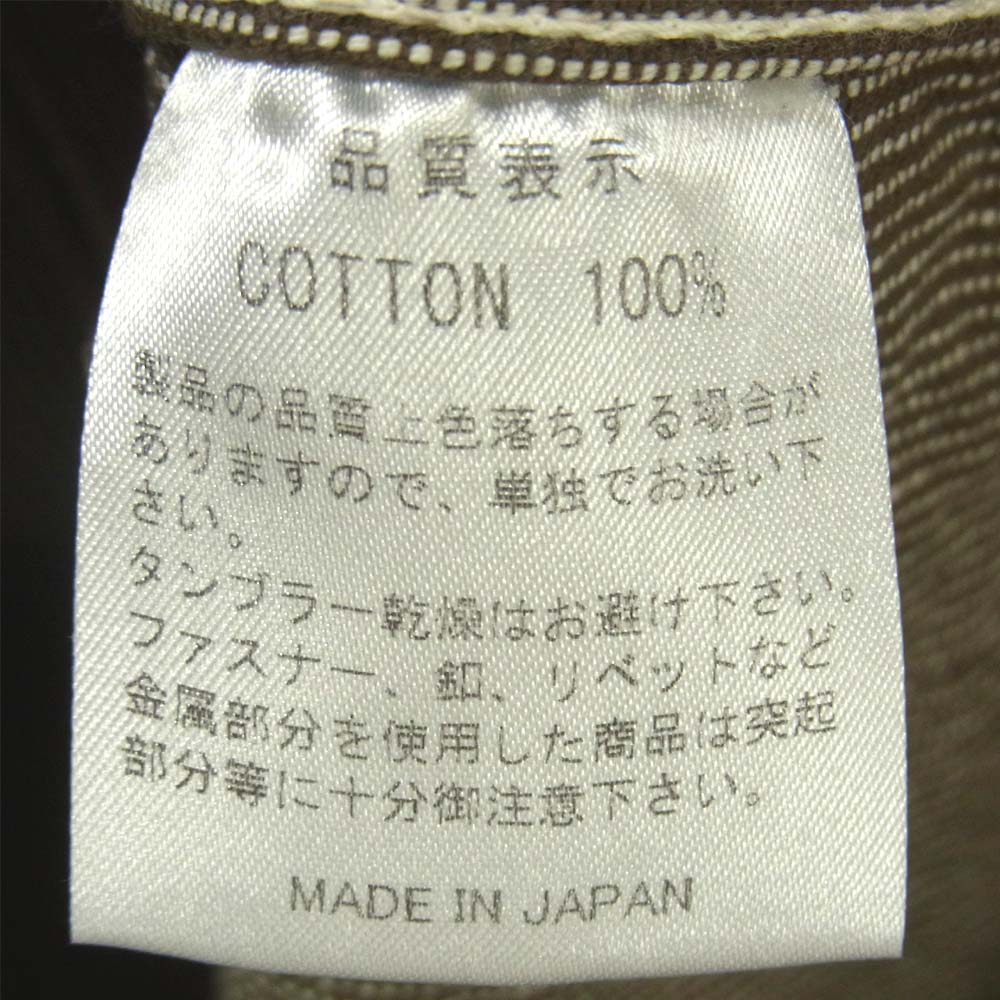 品質表示
COTTON 100%
製品の品質上色落ちする場合が
ありますので、単独でお洗い下
さい。
タンブラー乾燥はお避け下さい。
ファスナー、釦、リベットなど
金属部分を使用した商品は突起
部分等に十分御注意下さい。
MADE IN JAPAN